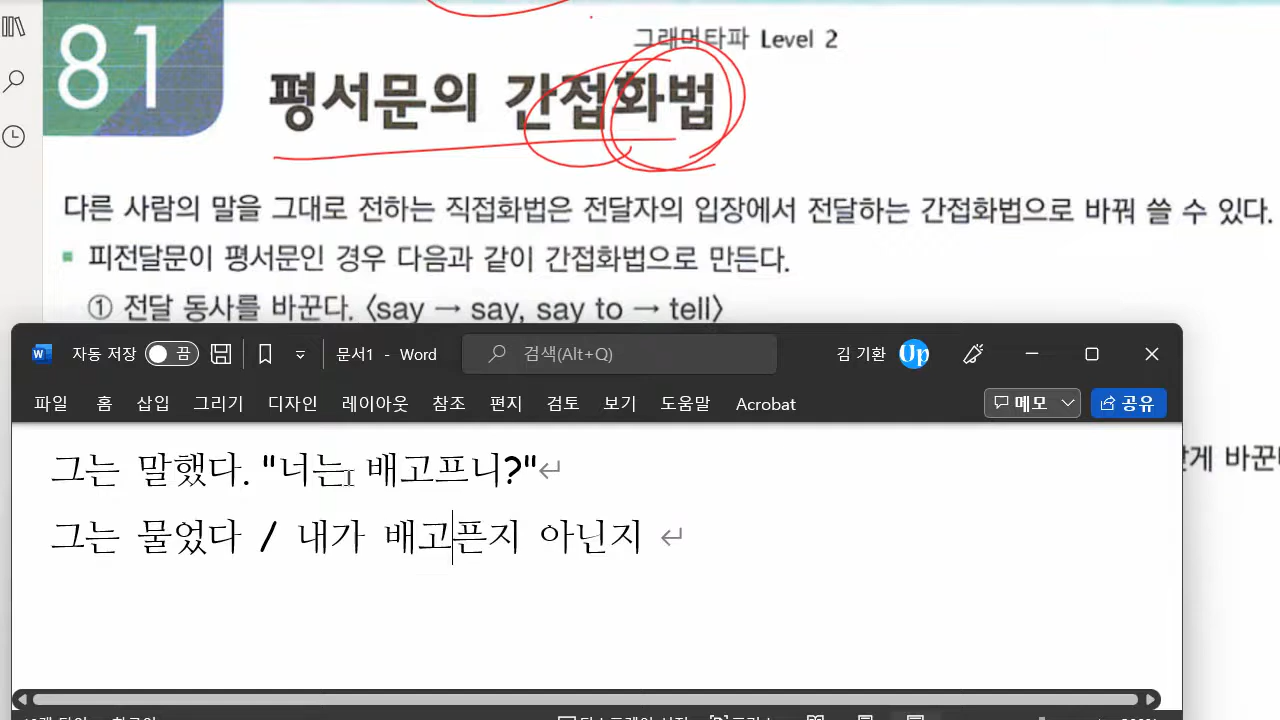 81
그래머타파 Level 2
평서문의 간접화법
다른 사람의 말을 그대로 전하는 직접화법은 전달자의 입장에서 전달하는 간접화법으로 바꿔 쓸 수 있다.
피전달문이 평서문인 경우 다음과 같이 간접화법으로 만든다.
① 전달 동사를 바꾼다. 〈say → say, say to → tell〉
자동 저장 끔 문서1 - Word 검색(Alt+Q) 김 기환 Up
파일 홈 삽입 그리기 디자인 레이아웃 참조 편지 검토 보기 도움말 Acrobat 메모 공유
그는 말했다. "너는 배고프니?"↵
게 바꾼
그는 물었다 / 내가 배고픈지 아닌지 ↵